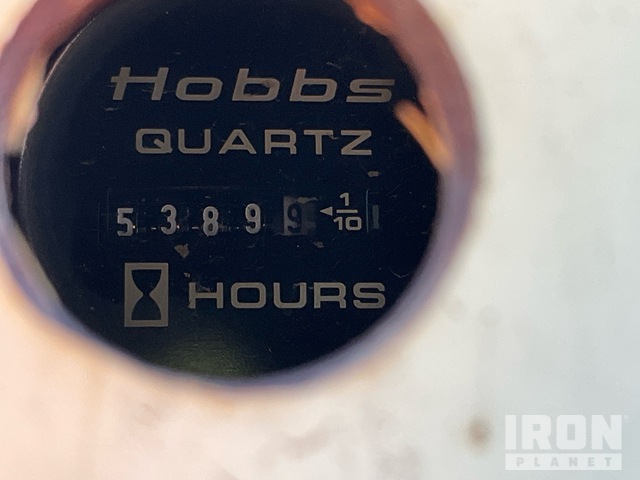 Hobbs
QUARTZ
5 3 8 9 9 ◄ 1/10
HOURS
IRON
PLANET